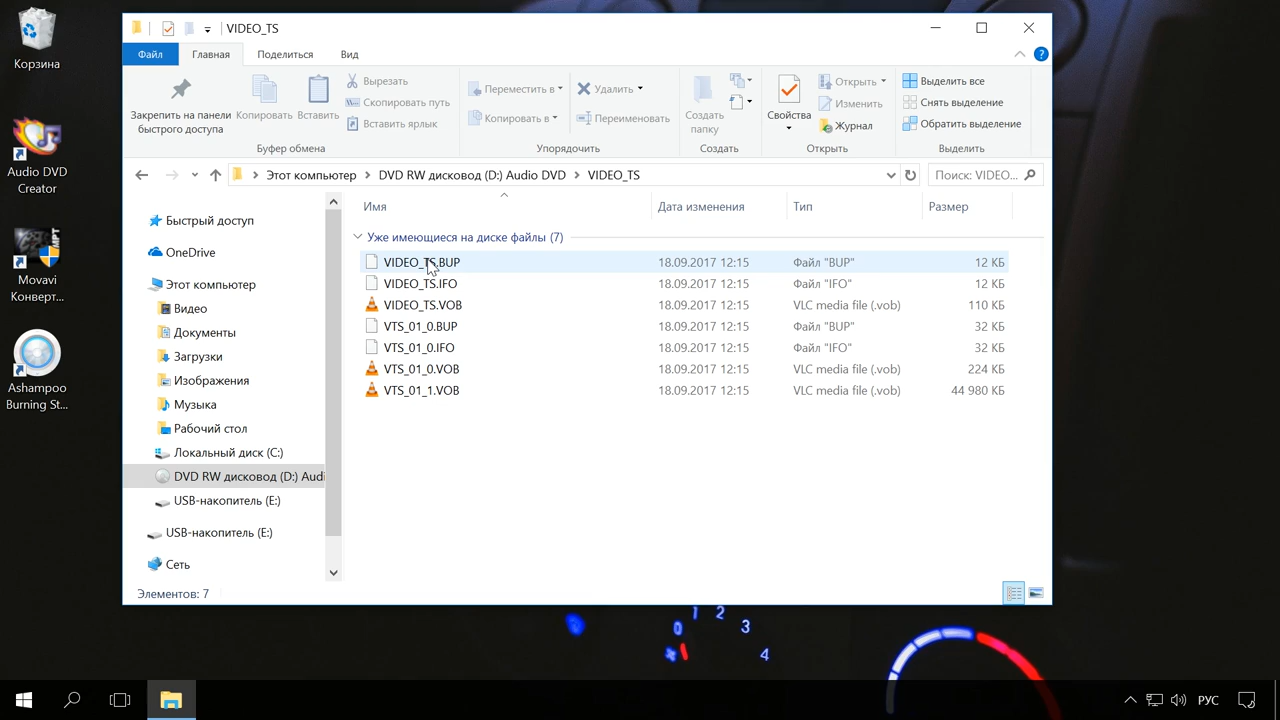 Корзина
Audio DVD
Creator
Movavi
Конверт...
Ashampoo
Burning St...
VIDEO_TS
Файл
Главная
Поделиться
Вид
Закрепить на панели
быстрого доступа
Копировать
Вставить
Вырезать
Скопировать путь
Вставить ярлык
Буфер обмена
Переместить в
Копировать в
Удалить
Переименовать
Упорядочить
Создать
папку
Создать
Свойства
Открыть
Изменить
Журнал
Открыть
Выделить все
Снять выделение
Обратить выделение
Выделить
Этот компьютер > DVD RW дисковод (D:) Audio DVD > VIDEO_TS
Поиск: VIDEO...
Быстрый доступ
OneDrive
Этот компьютер
Видео
Документы
Загрузки
Изображения
Музыка
Рабочий стол
Локальный диск (C:)
DVD RW дисковод (D:) Audi
USB-накопитель (E:)
USB-накопитель (E:)
Сеть
Имя Дата изменения Тип Размер
Уже имеющиеся на диске файлы (7)
VIDEO_TS.BUP 18.09.2017 12:15 Файл "BUP" 12 КБ
VIDEO_TS.IFO 18.09.2017 12:15 Файл "IFO" 12 КБ
VIDEO_TS.VOB 18.09.2017 12:15 VLC media file (.vob) 110 КБ
VTS_01_0.BUP 18.09.2017 12:15 Файл "BUP" 32 КБ
VTS_01_0.IFO 18.09.2017 12:15 Файл "IFO" 32 КБ
VTS_01_0.VOB 18.09.2017 12:15 VLC media file (.vob) 224 КБ
VTS_01_1.VOB 18.09.2017 12:15 VLC media file (.vob) 44 980 КБ
Элементов: 7
0 1 2 3 4
РУС